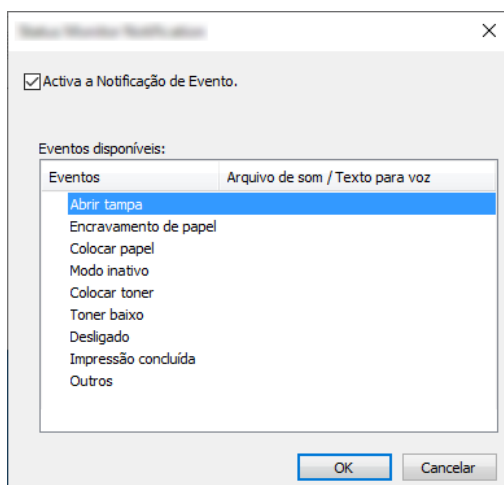 Activa a Notificação de Evento.
Eventos disponíveis:
Eventos Arquivo de som / Texto para voz
Abrir tampa
Encravamento de papel
Colocar papel
Modo inativo
Colocar toner
Toner baixo
Desligado
Impressão concluída
Outros
OK Cancelar